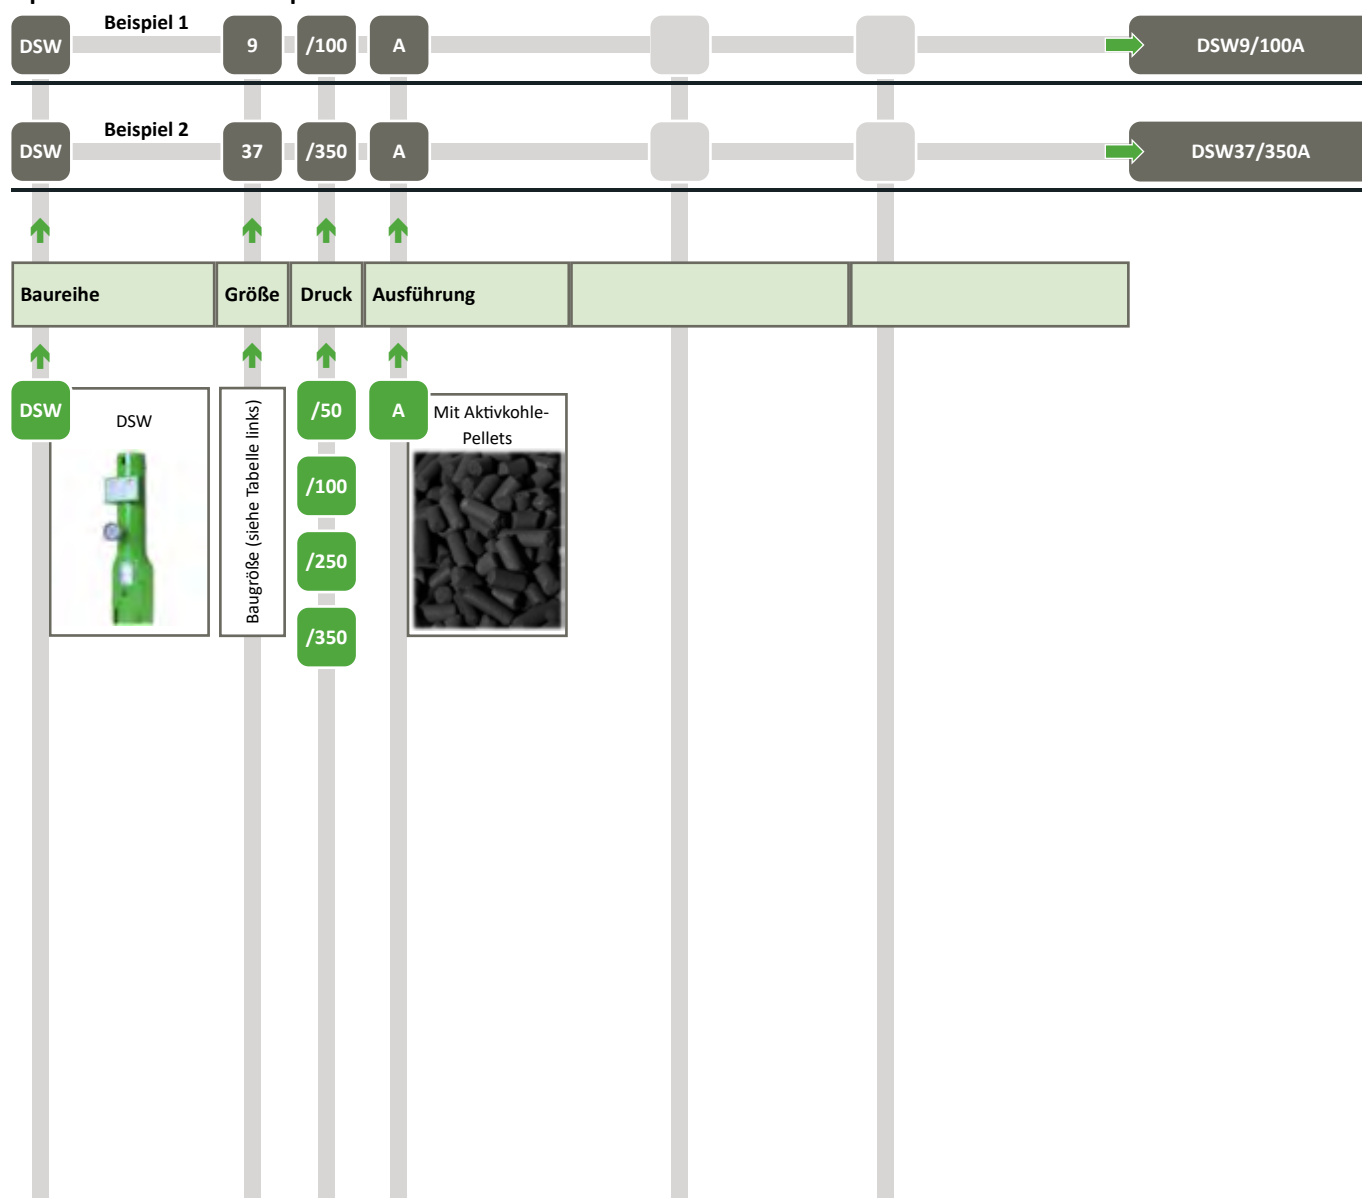 Beispiel 1
DSW
9
/100
A
DSW9/100A
Beispiel 2
DSW
37
/350
A
DSW37/350A
Baureihe
Größe
Druck
Ausführung
DSW
DSW
Baugröße (siehe Tabelle links)
/50
/100
/250
/350
A
Mit Aktivkohle-
Pellets